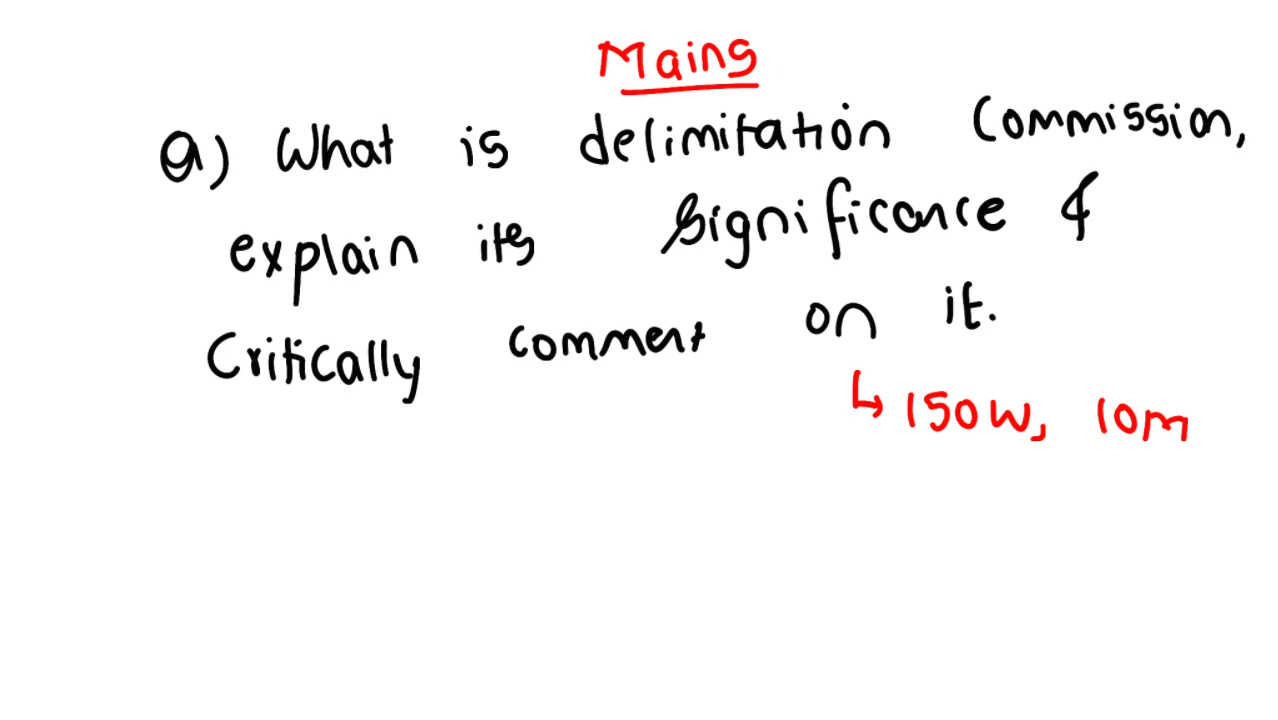 Mains
Q) What is delimitation Commission,
explain its significance &
Critically comment on it.
↳ 150W, 10M